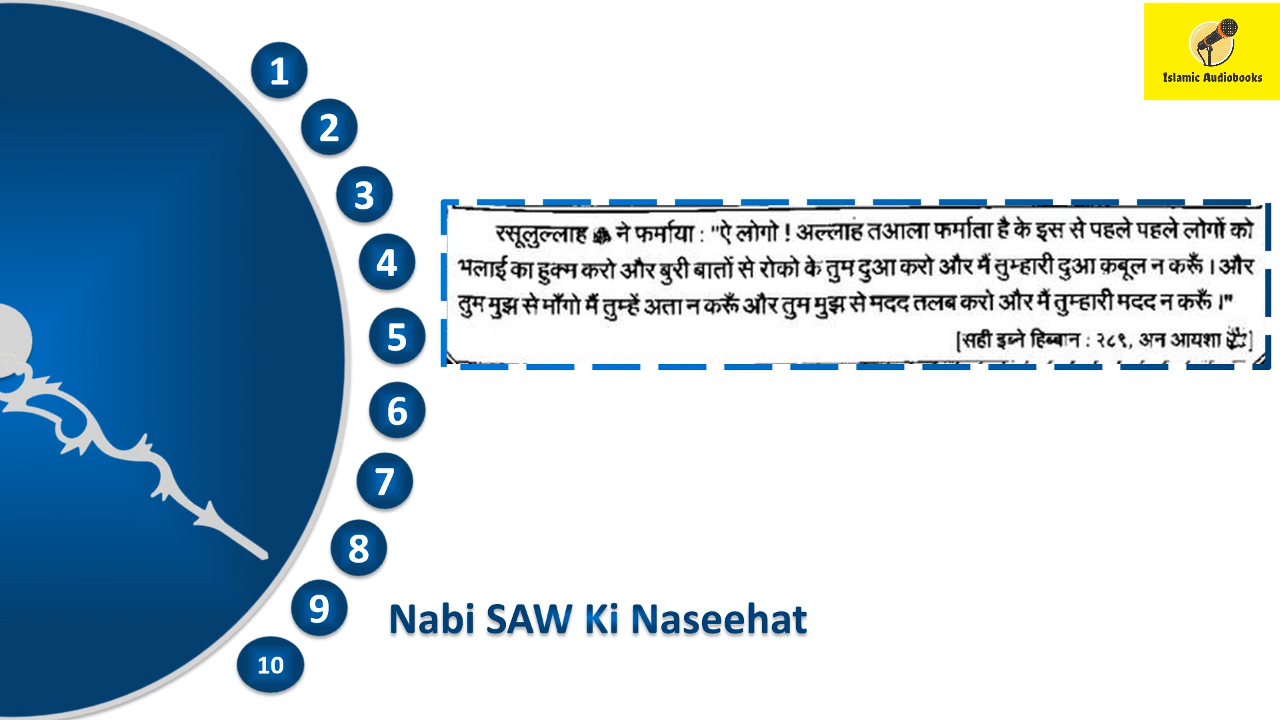 1
2
3
4
5
6
7
8
9
10
Islamic Audiobooks
रसूलुल्लाह ﷺ ने फर्माया : "ऐ लोगो ! अल्लाह तआला फर्माता है के इस से पहले पहले लोगों को
भलाई का हुक्म करो और बुरी बातों से रोको के तुम दुआ करो और मैं तुम्हारी दुआ क़बूल न करूँ । और
तुम मुझ से माँगो मैं तुम्हें अता न करूँ और तुम मुझ से मदद तलब करो और मैं तुम्हारी मदद न करूँ ।"
[सही इब्ने हिब्बान : २८९, अन आयशा]
Nabi SAW Ki Naseehat